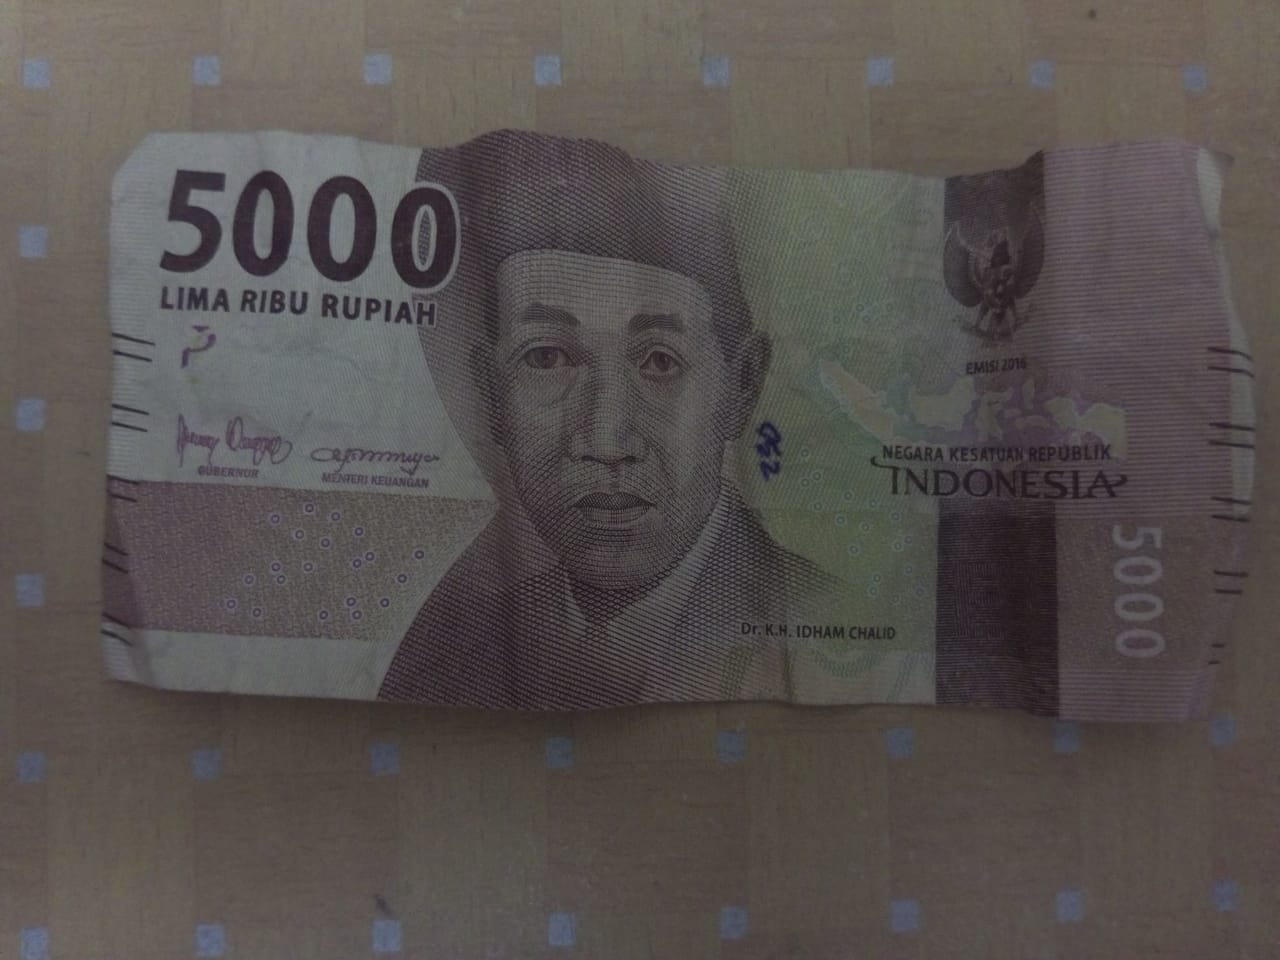 5000
LIMA RIBU RUPIAH
GUBERNUR
MENTERI KEUANGAN
Dr. K.H. IDHAM CHALID
EMISI 2016
NEGARA KESATUAN REPUBLIK
INDONESIA
5000